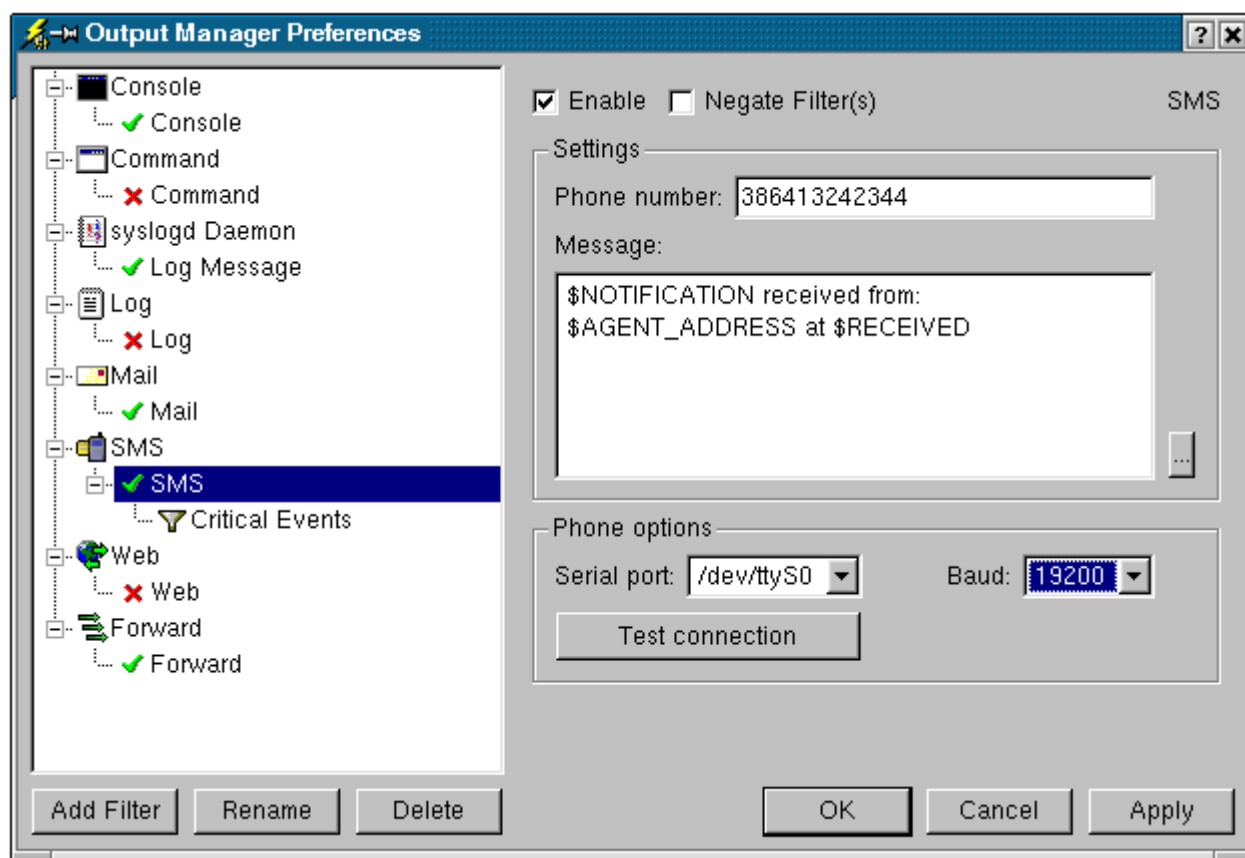 Output Manager Preferences
Console
Console
Command
Command
syslogd Daemon
Log Message
Log
Log
Mail
Mail
SMS
SMS
Critical Events
Web
Web
Forward
Forward
Add Filter Rename Delete
Enable Negate Filter(s) SMS
Settings
Phone number: 386413242344
Message:
$NOTIFICATION received from:
$AGENT_ADDRESS at $RECEIVED
...
Phone options
Serial port: /dev/ttyS0 Baud: 19200
Test connection
OK Cancel Apply